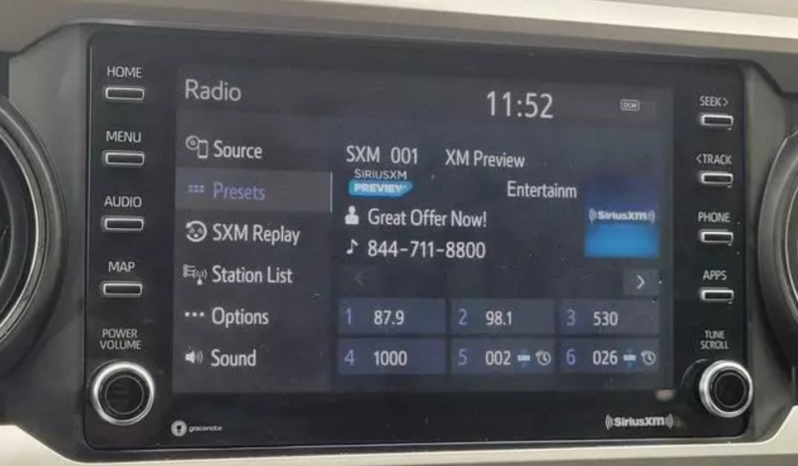 HOME
MENU
AUDIO
MAP
POWER
VOLUME
Radio
11:52
DCM
Source
Presets
SXM Replay
Station List
Options
Sound
SXM 001 XM Preview
SIRIUSXM
PREVIEW
Entertainm
((SiriusXM))
Great Offer Now!
844-711-8800
1 87.9 2 98.1 3 530
4 1000 5 002 6 026
SEEK>
<TRACK
PHONE
APPS
TUNE
SCROLL
gracenote
((SiriusXM))